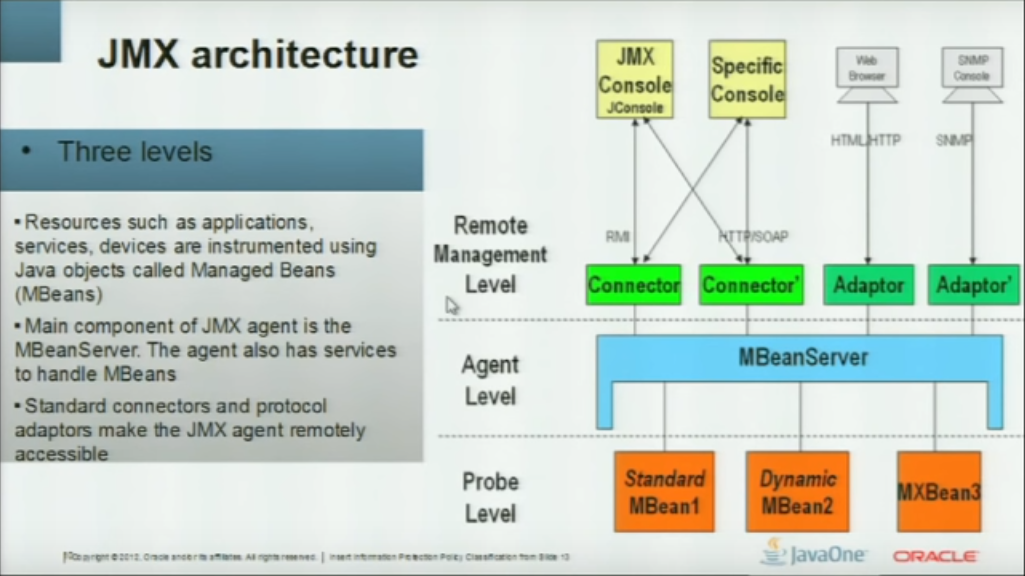 JMX architecture
• Three levels
▪Resources such as applications,
services, devices are instrumented using
Java objects called Managed Beans
(MBeans)
▪Main component of JMX agent is the
MBeanServer. The agent also has services
to handle MBeans
▪Standard connectors and protocol
adaptors make the JMX agent remotely
accessible
JMX
Console
JConsole
Specific
Console
Web
Browser
SNMP
Console
HTML/HTTP
SNMP
RMI
HTTP/SOAP
Remote
Management
Level
Connector
Connector'
Adaptor
Adaptor'
Agent
Level
MBeanServer
Probe
Level
Standard
MBean1
Dynamic
MBean2
MXBean3
Copyright © 2012, Oracle and/or its affiliates. All rights reserved. | Insert Information Protection Policy Classification from Slide 13
JavaOne
ORACLE